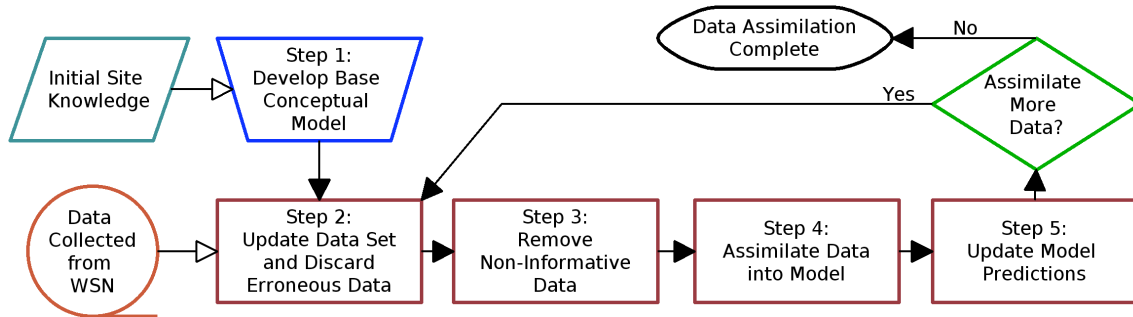 Initial Site
Knowledge
Step 1:
Develop Base
Conceptual
Model
Data Assimilation
Complete
No
Assimilate
More
Data?
Yes
Data
Collected
from
WSN
Step 2:
Update Data Set
and Discard
Erroneous Data
Step 3:
Remove
Non-Informative
Data
Step 4:
Assimilate Data
into Model
Step 5:
Update Model
Predictions